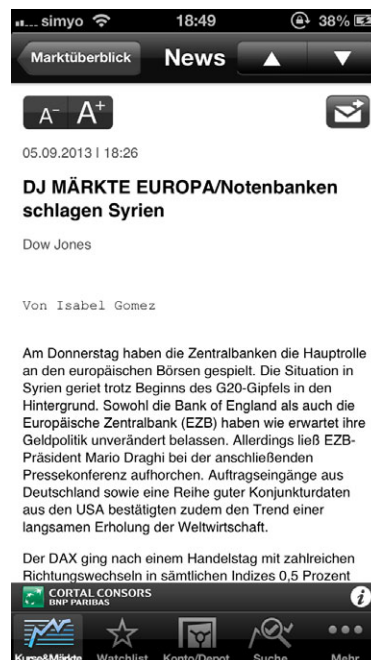 simyo 18:49 38%
Marktüberblick News
A⁻ A⁺
05.09.2013 I 18:26
DJ MÄRKTE EUROPA/Notenbanken
schlagen Syrien
Dow Jones
Von Isabel Gomez
Am Donnerstag haben die Zentralbanken die Hauptrolle
an den europäischen Börsen gespielt. Die Situation in
Syrien geriet trotz Beginns des G20-Gipfels in den
Hintergrund. Sowohl die Bank of England als auch die
Europäische Zentralbank (EZB) haben wie erwartet ihre
Geldpolitik unverändert belassen. Allerdings ließ EZB-
Präsident Mario Draghi bei der anschließenden
Pressekonferenz aufhorchen. Auftragseingänge aus
Deutschland sowie eine Reihe guter Konjunkturdaten
aus den USA bestätigten zudem den Trend einer
langsamen Erholung der Weltwirtschaft.
Der DAX ging nach einem Handelstag mit zahlreichen
Richtungswechseln in sämtlichen Indizes 0,5 Prozent
CORTAL CONSORS
BNP PARIBAS
Kurse&Märkte Watchlist Konto/Depot Suche Mehr